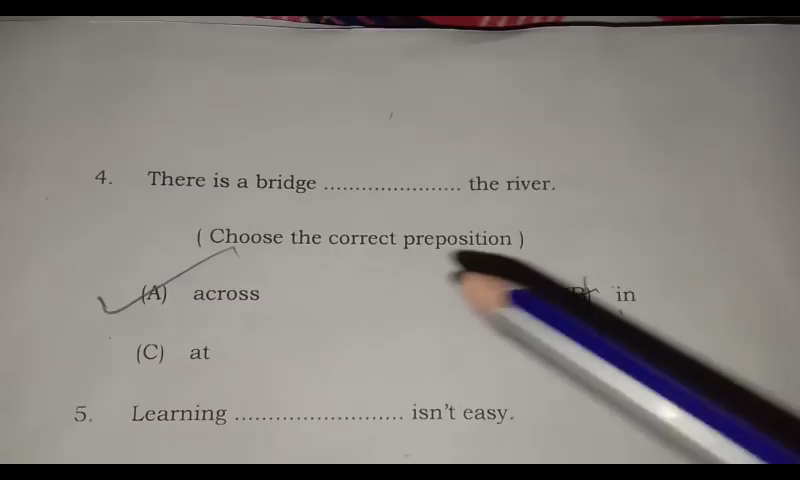 4. There is a bridge ...................... the river.
( Choose the correct preposition )
(A) across in
(C) at
5. Learning ......................... isn't easy.